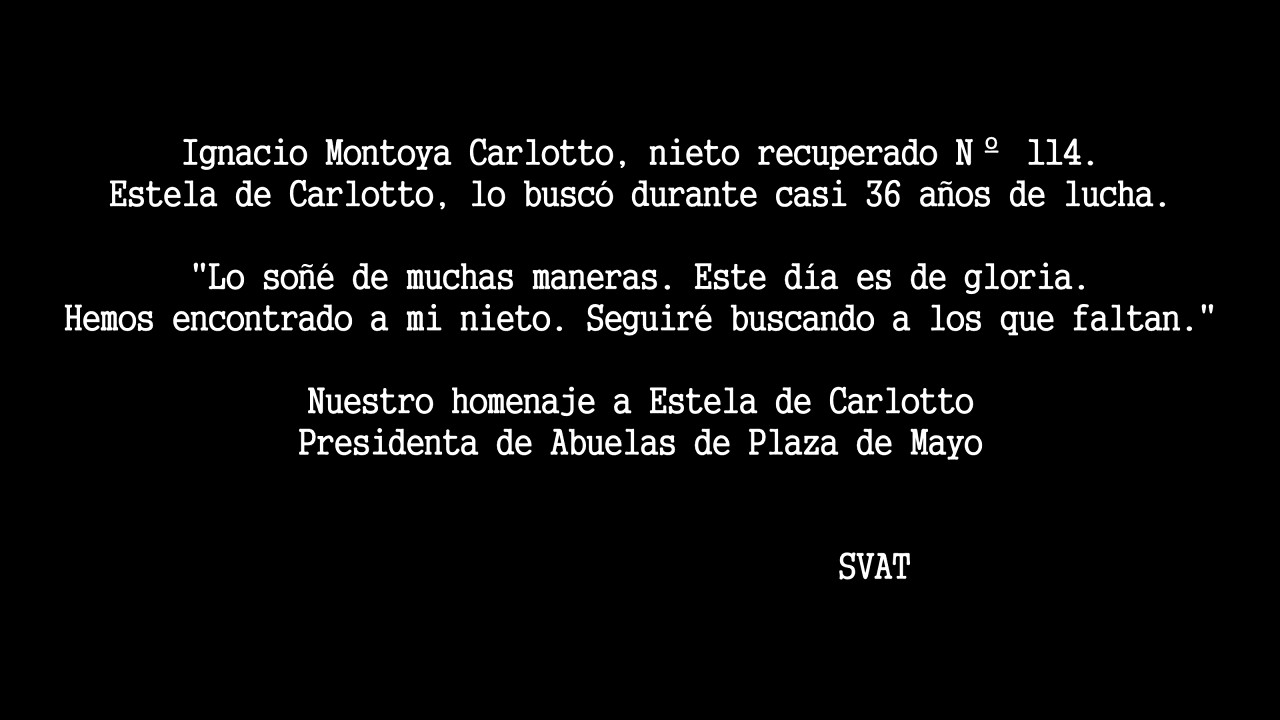 Ignacio Montoya Carlotto, nieto recuperado Nº 114.
Estela de Carlotto, lo buscó durante casi 36 años de lucha.
"Lo soñé de muchas maneras. Este día es de gloria.
Hemos encontrado a mi nieto. Seguiré buscando a los que faltan."
Nuestro homenaje a Estela de Carlotto
Presidenta de Abuelas de Plaza de Mayo
SVAT